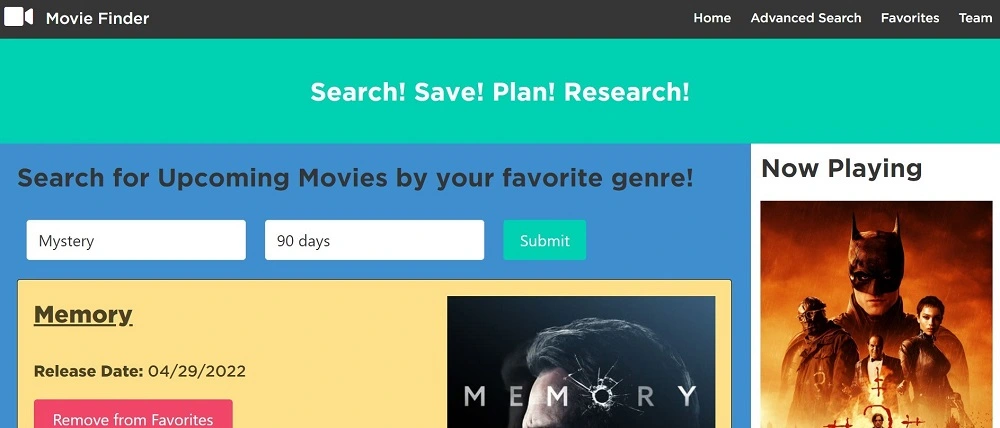 Movie Finder
Home Advanced Search Favorites Team
Search! Save! Plan! Research!
Search for Upcoming Movies by your favorite genre!
Mystery
90 days
Submit
Memory
Release Date: 04/29/2022
Remove from Favorites
MEMORY
Now Playing